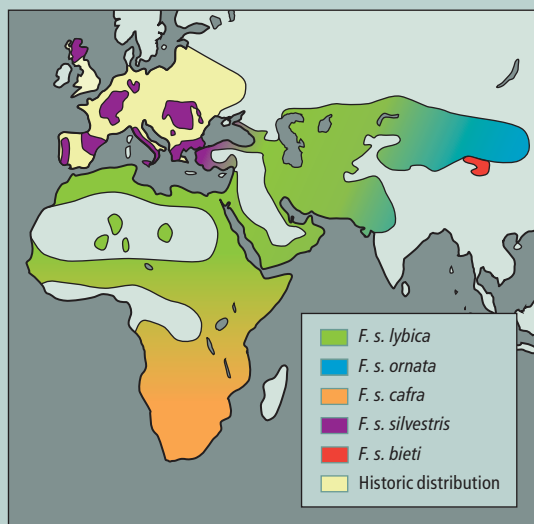 F. s. lybica
F. s. ornata
F. s. cafra
F. s. silvestris
F. s. bieti
Historic distribution